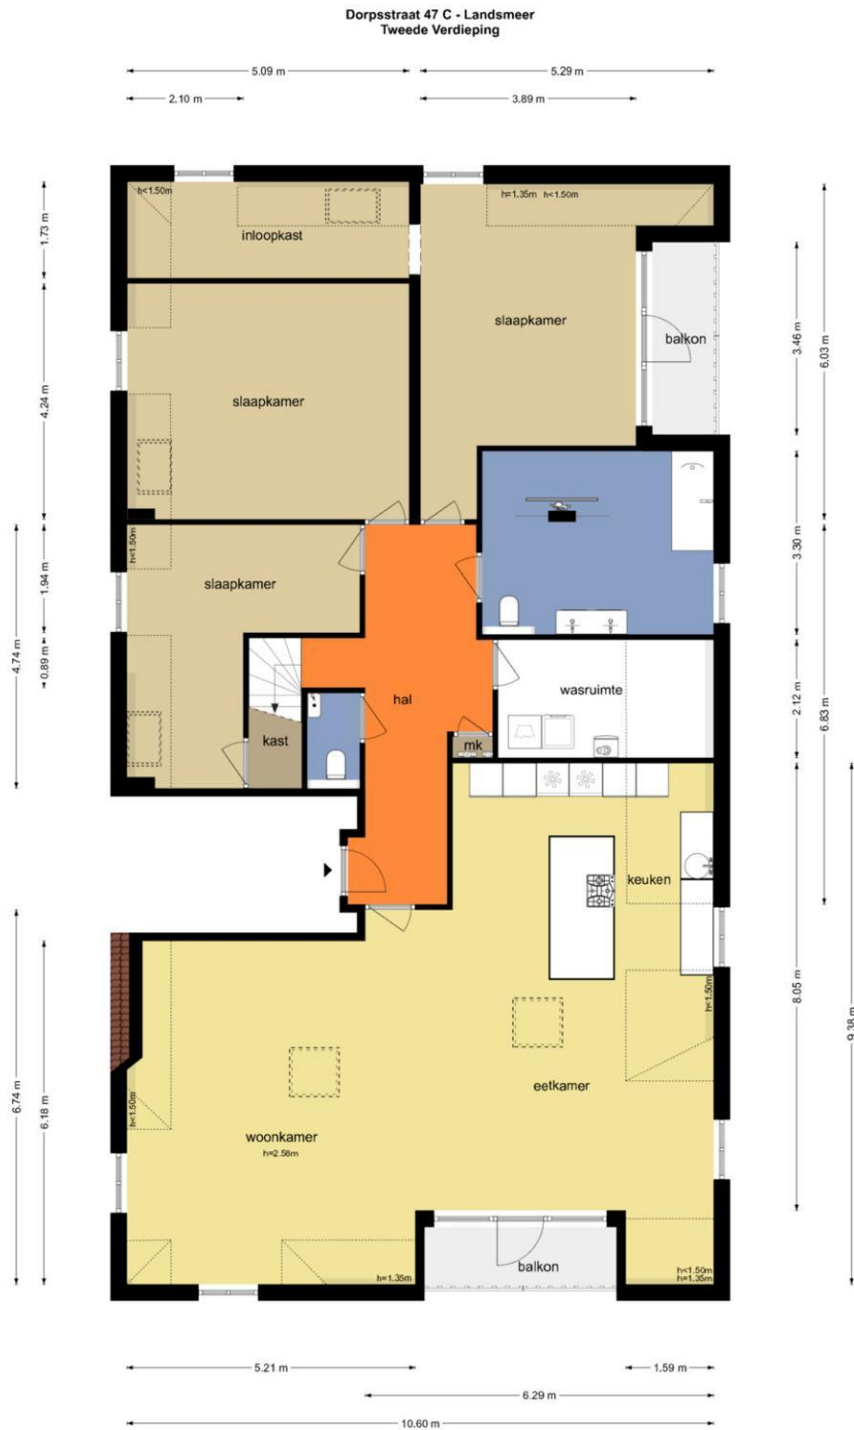 Dorpsstraat 47 C - Landsmeer
Tweede Verdieping
5.09 m
5.29 m
2.10 m
3.89 m
h<1.50m
h=1.35m h<1.50m
1.73 m
inloopkast
slaapkamer
balkon
3.46 m
6.03 m
4.24 m
slaapkamer
h<1.50m
slaapkamer
1.94 m
3.30 m
4.74 m
0.89 m
hal
wasruimte
2.12 m
6.83 m
kast
mk
keuken
8.05 m
h<1.50m
9.38 m
6.74 m
6.18 m
eetkamer
h<1.50m
woonkamer
h=2.58m
balkon
h=1.35m
h<1.50m
h=1.35m
5.21 m
1.59 m
6.29 m
10.60 m